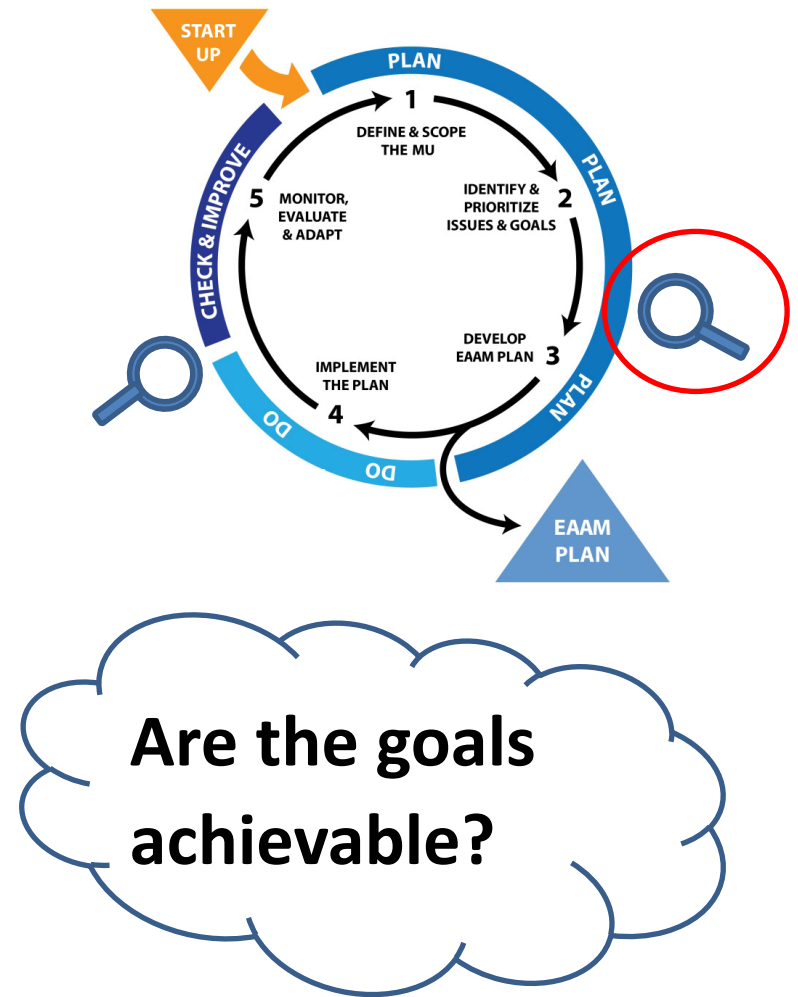 START
UP
PLAN
1
DEFINE & SCOPE
THE MU
PLAN
2
IDENTIFY &
PRIORITIZE
ISSUES & GOALS
3
DEVELOP
EAAM PLAN
PLAN
4
IMPLEMENT
THE PLAN
DO
DO
5
MONITOR,
EVALUATE
& ADAPT
CHECK & IMPROVE
EAAM
PLAN
Are the goals
achievable?